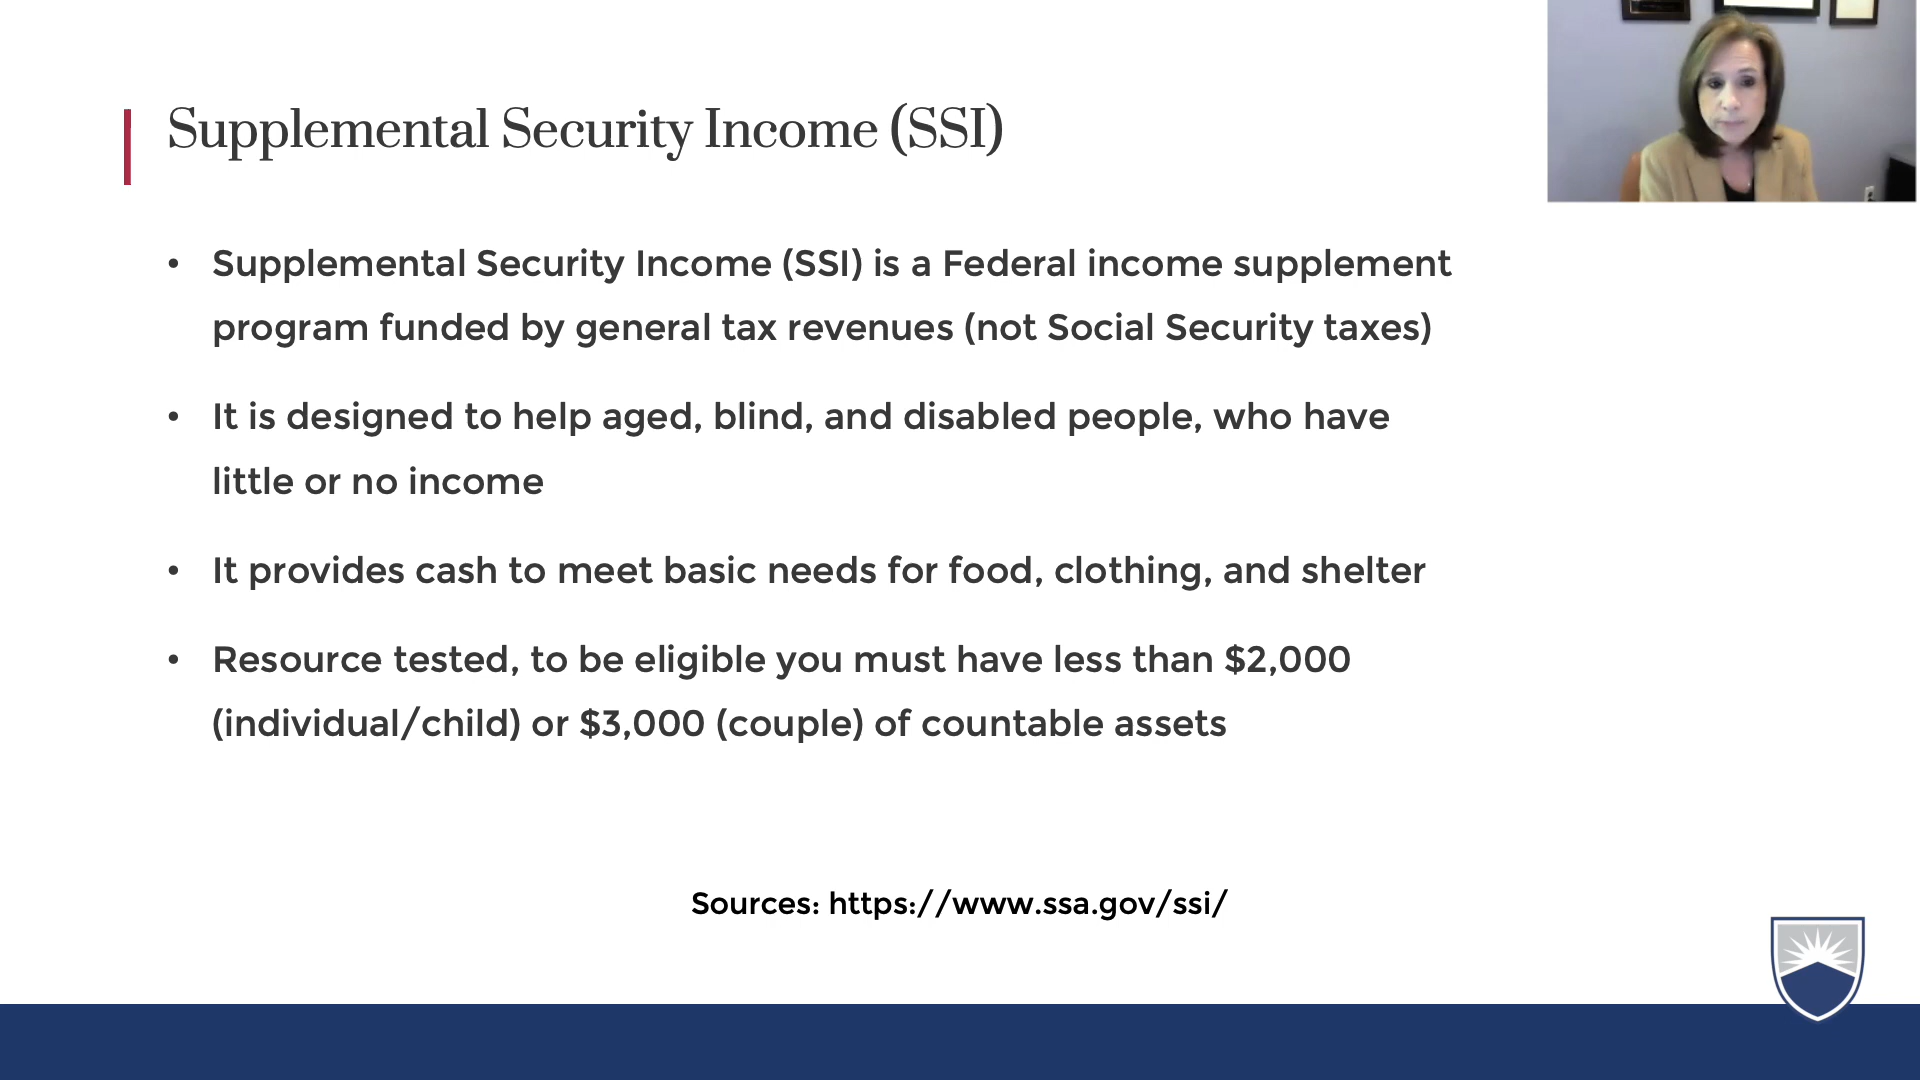 Supplemental Security Income (SSI)
• Supplemental Security Income (SSI) is a Federal income supplement
program funded by general tax revenues (not Social Security taxes)
• It is designed to help aged, blind, and disabled people, who have
little or no income
• It provides cash to meet basic needs for food, clothing, and shelter
• Resource tested, to be eligible you must have less than $2,000
(individual/child) or $3,000 (couple) of countable assets
Sources: https://www.ssa.gov/ssi/